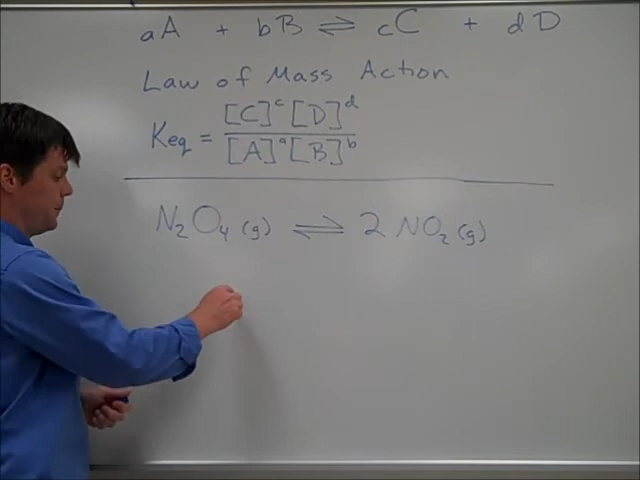 aA + bB ⇌ cC + dD
Law of Mass Action
Keq = [C]^c [D]^d / [A]^a [B]^b
N₂O₄ (g) ⇌ 2 NO₂ (g)